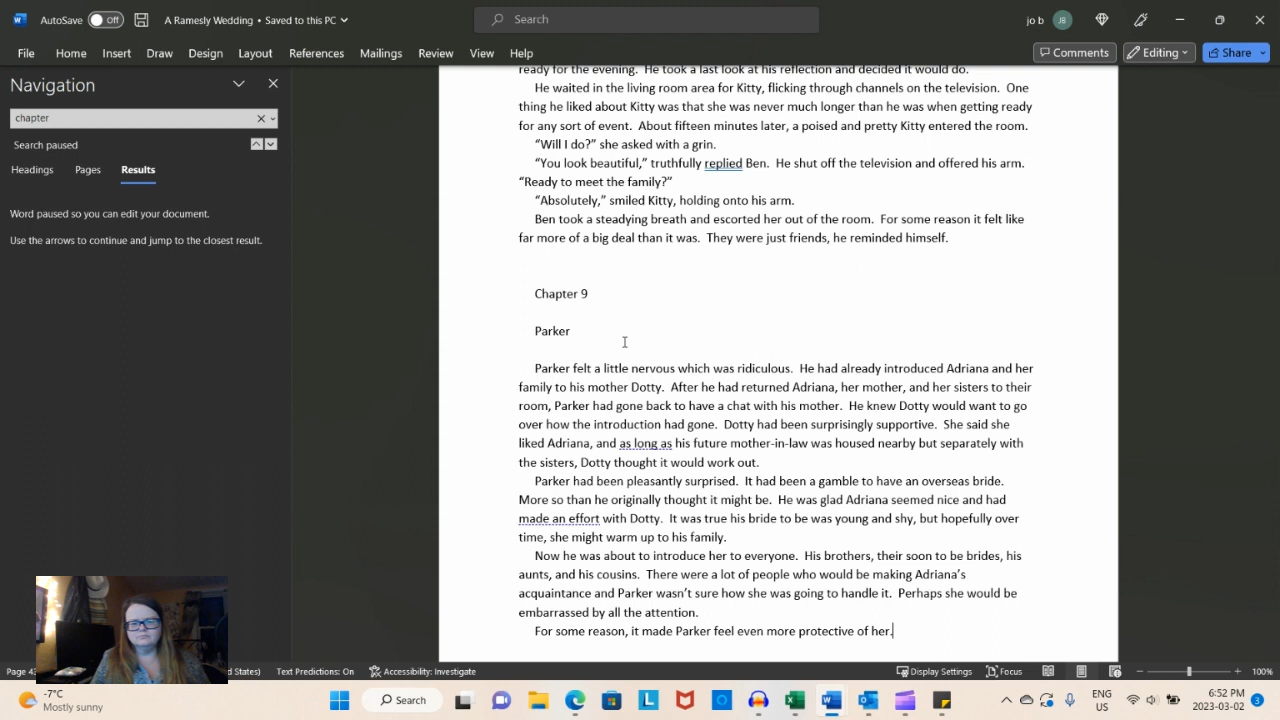 AutoSave Off A Ramesly Wedding • Saved to this PC Search jo b JB
File Home Insert Draw Design Layout References Mailings Review View Help Comments Editing Share
Navigation
chapter
Search paused
Headings Pages Results
Word paused so you can edit your document.
Use the arrows to continue and jump to the closest result.
ready for the evening. He took a last look at his reflection and decided it would do.
He waited in the living room area for Kitty, flicking through channels on the television. One
thing he liked about Kitty was that she was never much longer than he was when getting ready
for any sort of event. About fifteen minutes later, a poised and pretty Kitty entered the room.
“Will I do?” she asked with a grin.
“You look beautiful,” truthfully replied Ben. He shut off the television and offered his arm.
“Ready to meet the family?”
“Absolutely,” smiled Kitty, holding onto his arm.
Ben took a steadying breath and escorted her out of the room. For some reason it felt like
far more of a big deal than it was. They were just friends, he reminded himself.
Chapter 9
Parker
Parker felt a little nervous which was ridiculous. He had already introduced Adriana and her
family to his mother Dotty. After he had returned Adriana, her mother, and her sisters to their
room, Parker had gone back to have a chat with his mother. He knew Dotty would want to go
over how the introduction had gone. Dotty had been surprisingly supportive. She said she
liked Adriana, and as long as his future mother-in-law was housed nearby but separately with
the sisters, Dotty thought it would work out.
Parker had been pleasantly surprised. It had been a gamble to have an overseas bride.
More so than he originally thought it might be. He was glad Adriana seemed nice and had
made an effort with Dotty. It was true his bride to be was young and shy, but hopefully over
time, she might warm up to his family.
Now he was about to introduce her to everyone. His brothers, their soon to be brides, his
aunts, and his cousins. There were a lot of people who would be making Adriana’s
acquaintance and Parker wasn’t sure how she was going to handle it. Perhaps she would be
embarrassed by all the attention.
For some reason, it made Parker feel even more protective of her.
Page States) Text Predictions: On Accessibility: Investigate Display Settings Focus 100%
-7°C
Mostly sunny
Search
ENG
US
6:52 PM
2023-03-02
3